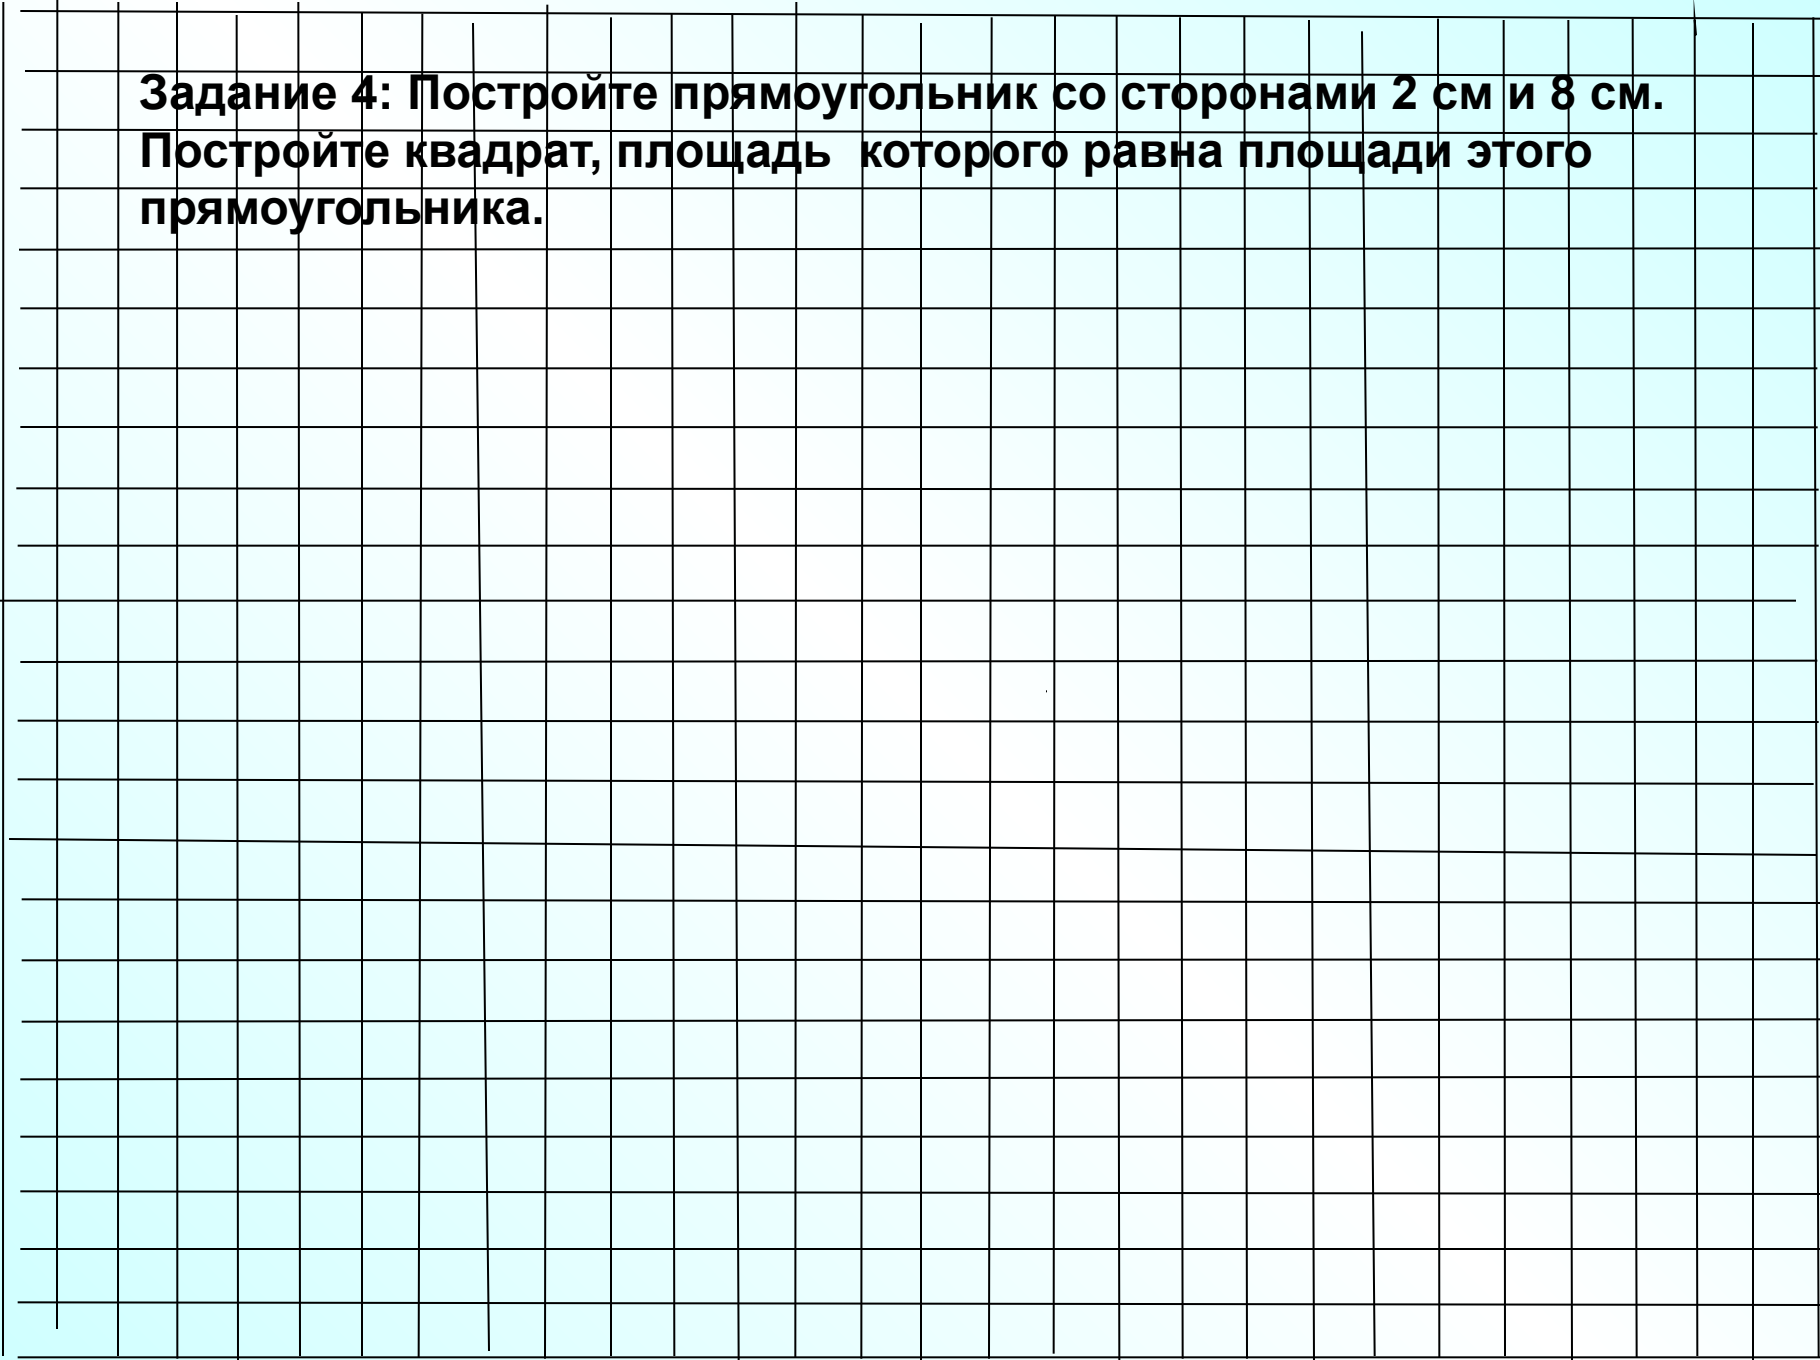 Задание 4: Постройте прямоугольник со сторонами 2 см и 8 см.
Постройте квадрат, площадь  которого равна площади этого
прямоугольника.